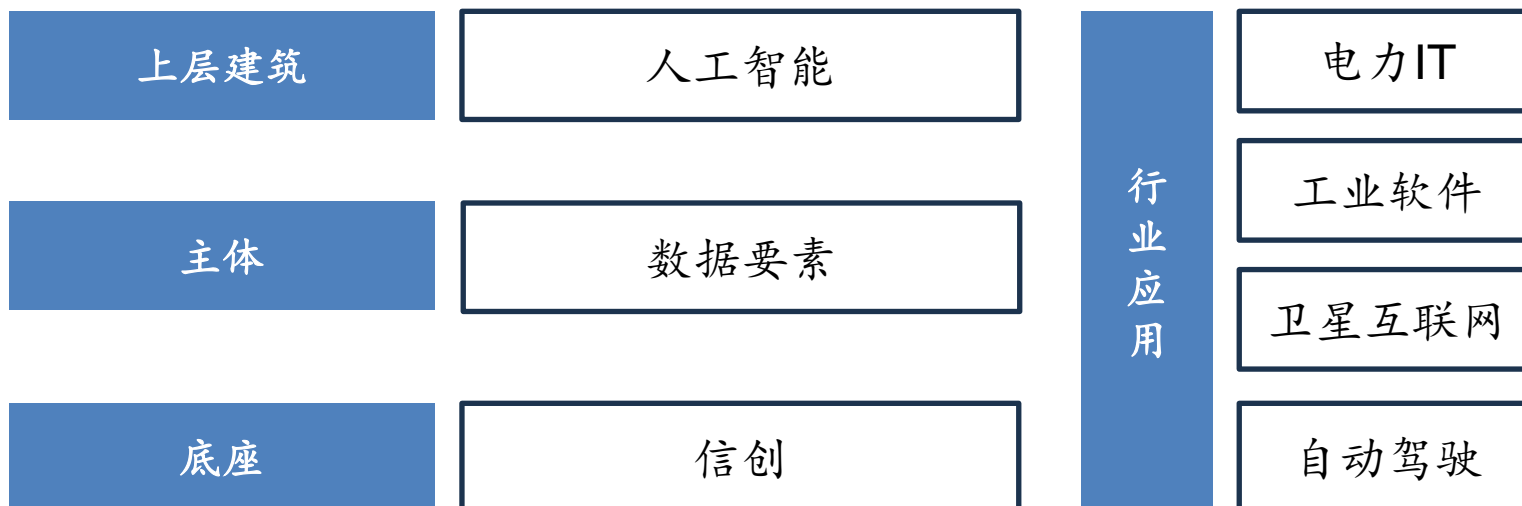 上层建筑
人工智能
主体
数据要素
底座
信创
行业应用
电力IT
工业软件
卫星互联网
自动驾驶